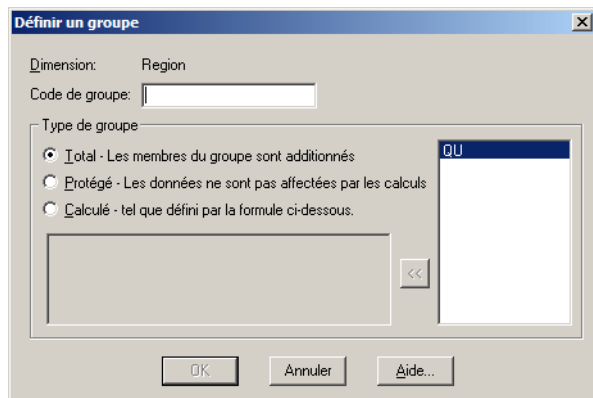 Définir un groupe
Dimension: Region
Code de groupe:
Type de groupe
Total - Les membres du groupe sont additionnés
Protégé - Les données ne sont pas affectées par les calculs
Calculé - tel que défini par la formule ci-dessous.
QU
<<
OK Annuler Aide...